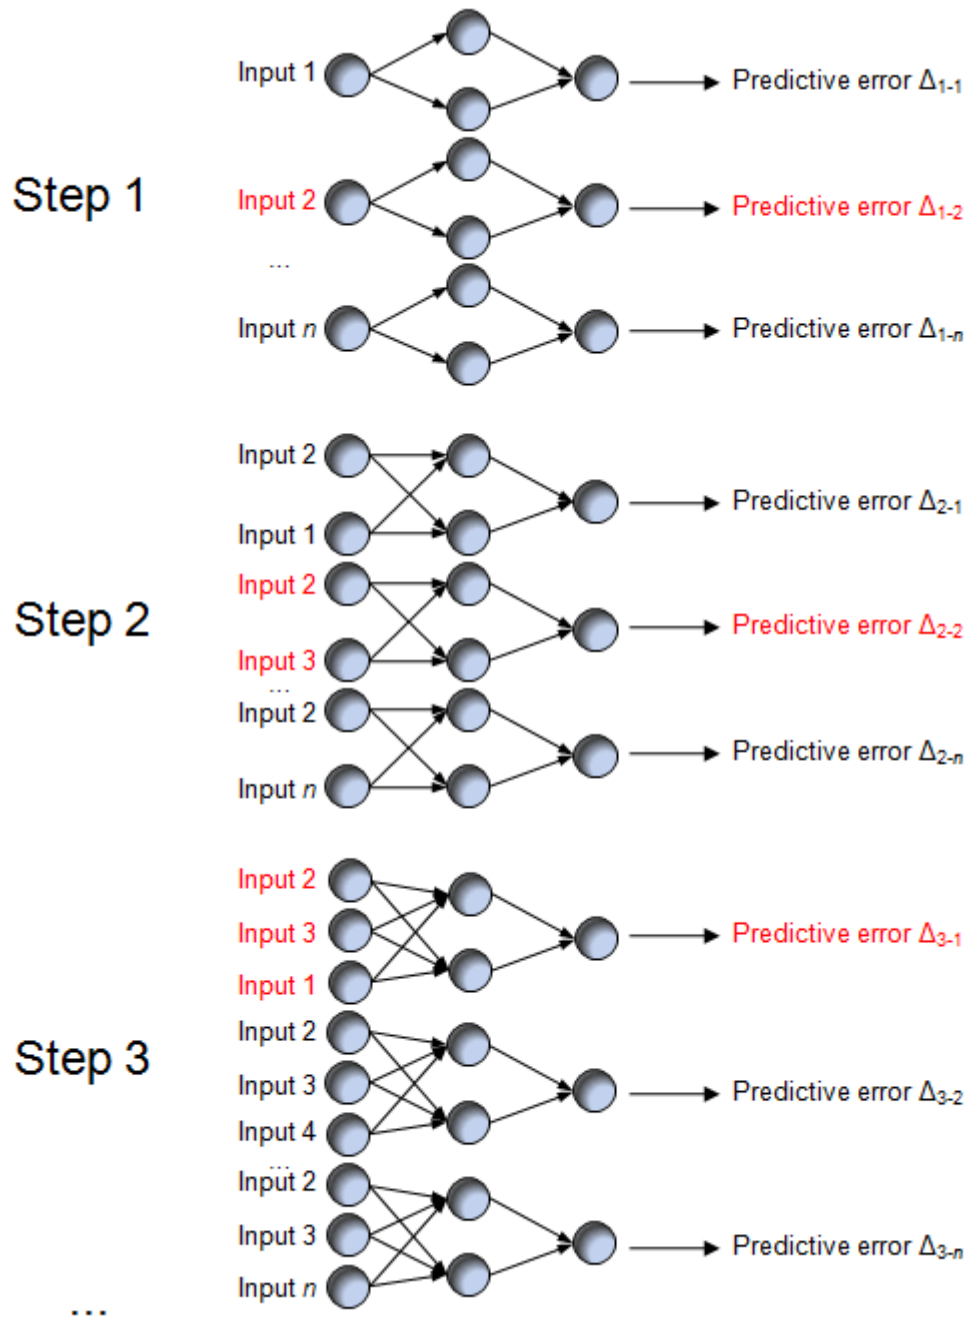 Input 1
Predictive error Δ1-1
Step 1
Input 2
Predictive error Δ1-2
...
Input n
Predictive error Δ1-n
Input 2
Input 1
Predictive error Δ2-1
Step 2
Input 2
Input 3
Predictive error Δ2-2
...
Input 2
Input n
Predictive error Δ2-n
Step 3
Input 2
Input 3
Input 1
Predictive error Δ3-1
Input 2
Input 3
Input 4
Predictive error Δ3-2
...
Input 2
Input 3
Input n
Predictive error Δ3-n
...